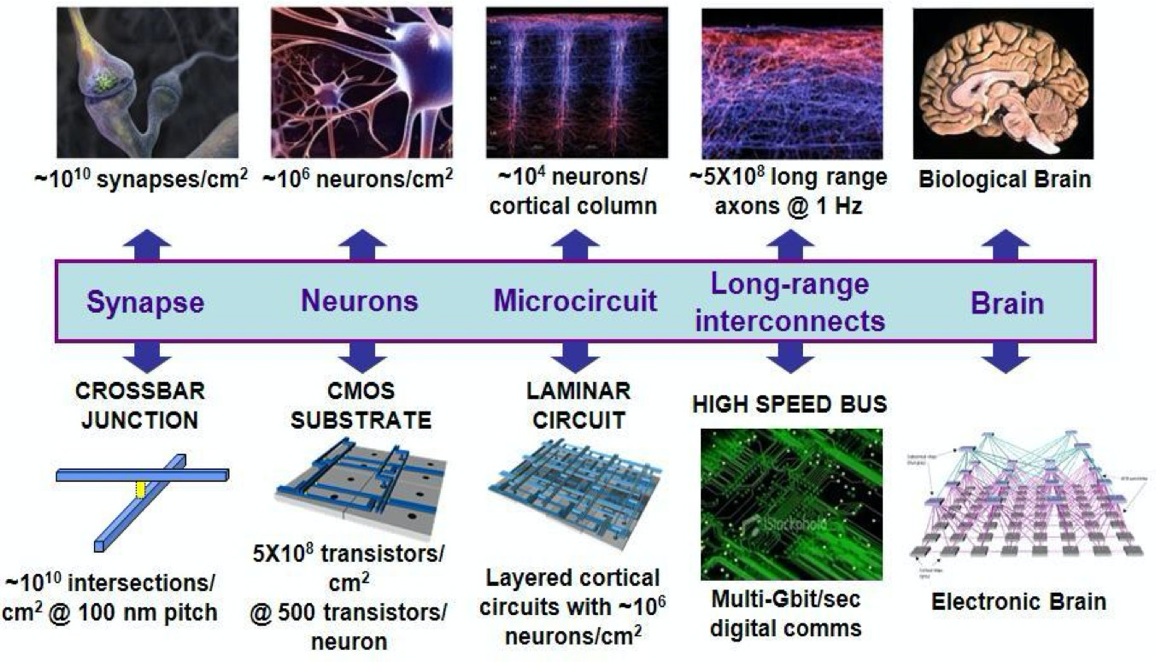 ~10¹⁰ synapses/cm²
~10⁶ neurons/cm²
~10⁴ neurons/
cortical column
~5X10⁸ long range
axons @ 1 Hz
Biological Brain
Synapse
Neurons
Microcircuit
Long-range
interconnects
Brain
CROSSBAR
JUNCTION
CMOS
SUBSTRATE
LAMINAR
CIRCUIT
HIGH SPEED BUS
iStockphoto
~10¹⁰ intersections/
cm² @ 100 nm pitch
5X10⁸ transistors/
cm²
@ 500 transistors/
neuron
Layered cortical
circuits with ~10⁶
neurons/cm²
Multi-Gbit/sec
digital comms
Electronic Brain